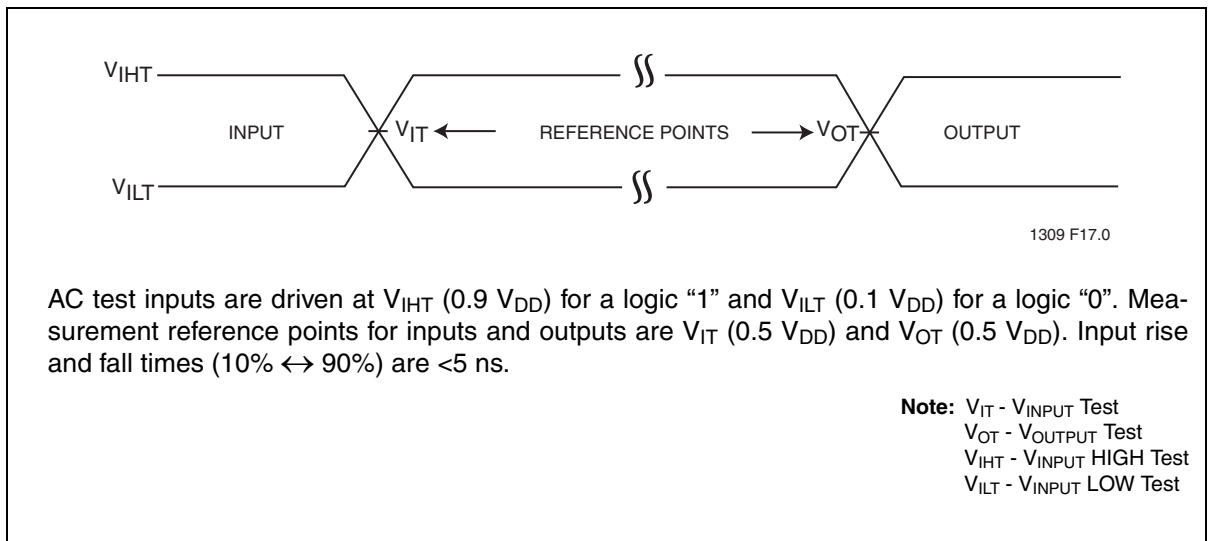 VIHT
INPUT VIT REFERENCE POINTS VOT OUTPUT
VILT
1309 F17.0
AC test inputs are driven at VIHT (0.9 VDD) for a logic “1” and VILT (0.1 VDD) for a logic “0”. Mea-
surement reference points for inputs and outputs are VIT (0.5 VDD) and VOT (0.5 VDD). Input rise
and fall times (10% ↔ 90%) are <5 ns.
Note: VIT - VINPUT Test
VOT - VOUTPUT Test
VIHT - VINPUT HIGH Test
VILT - VINPUT LOW Test